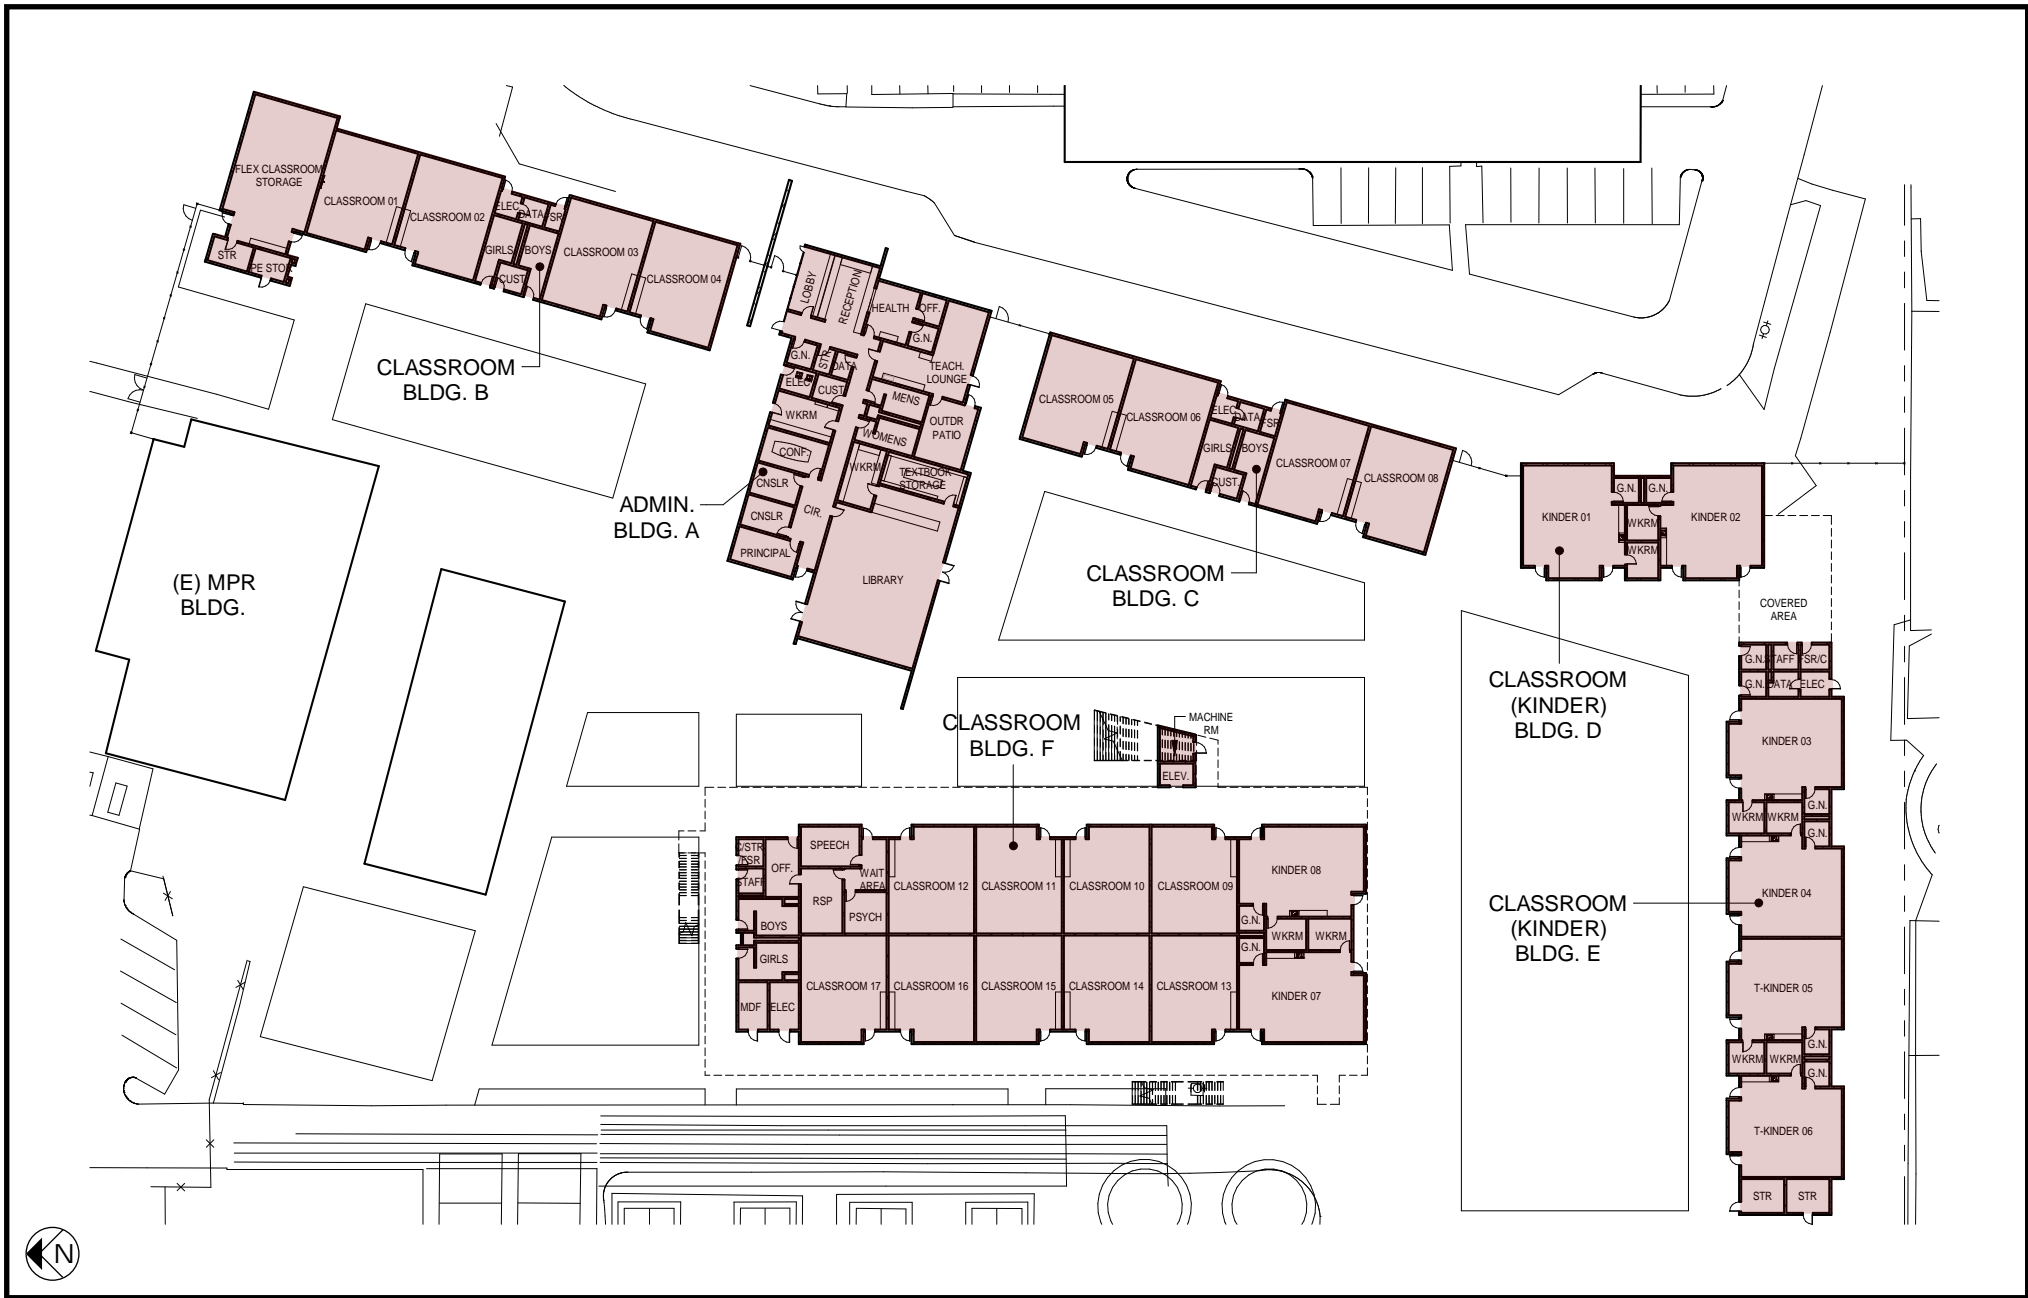 FLEX CLASSROOM
STORAGE
CLASSROOM 01
CLASSROOM 02
ELEC
DATA
FSR
GIRLS
BOYS
CUST.
STR
PE STOR
CLASSROOM 03
CLASSROOM 04
CLASSROOM
BLDG. B
LOBBY
RECEPTION
HEALTH
OFF.
G.N.
G.N.
STR
DATA
TEACH.
LOUNGE
ELEC
CUST.
MENS
WKRM
OUTDR
PATIO
WOMENS
CONF.
WKRM
TEXTBOOK
STORAGE
CNSLR
CNSLR
CIR.
PRINCIPAL
LIBRARY
ADMIN.
BLDG. A
(E) MPR
BLDG.
CLASSROOM 05
CLASSROOM 06
ELEC
DATA
FSR
GIRLS
BOYS
CUST.
CLASSROOM 07
CLASSROOM 08
CLASSROOM
BLDG. C
KINDER 01
G.N.
G.N.
KINDER 02
WKRM
WKRM
COVERED
AREA
CLASSROOM
(KINDER)
BLDG. D
G.N.
STAFF
FSR/C
G.N.
DATA
ELEC
KINDER 03
G.N.
WKRM
WKRM
G.N.
KINDER 04
CLASSROOM
(KINDER)
BLDG. E
T-KINDER 05
G.N.
WKRM
WKRM
G.N.
T-KINDER 06
STR
STR
CLASSROOM
BLDG. F
MACHINE
RM
ELEV.
C/STR
/FSR
STAFF
OFF.
SPEECH
WAIT
AREA
RSP
PSYCH
BOYS
GIRLS
MDF
ELEC
CLASSROOM 12
CLASSROOM 11
CLASSROOM 10
CLASSROOM 09
KINDER 08
G.N.
WKRM
WKRM
G.N.
CLASSROOM 17
CLASSROOM 16
CLASSROOM 15
CLASSROOM 14
CLASSROOM 13
KINDER 07
N